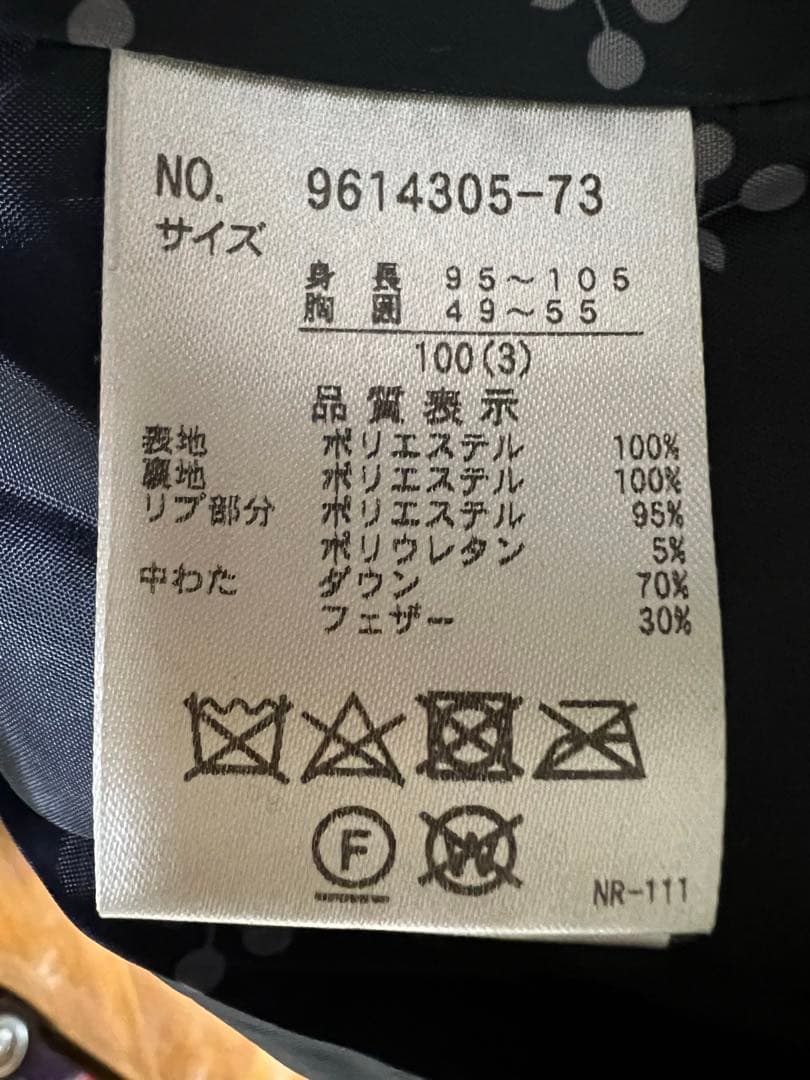 NO. 9614305-73
サイズ
身 長 95～105
胸 囲 49～55
100(3)
品質表示
表地 ポリエステル 100%
裏地 ポリエステル 100%
リブ部分 ポリエステル 95%
ポリウレタン 5%
中わた ダウン 70%
フェザー 30%
F W
NR-111